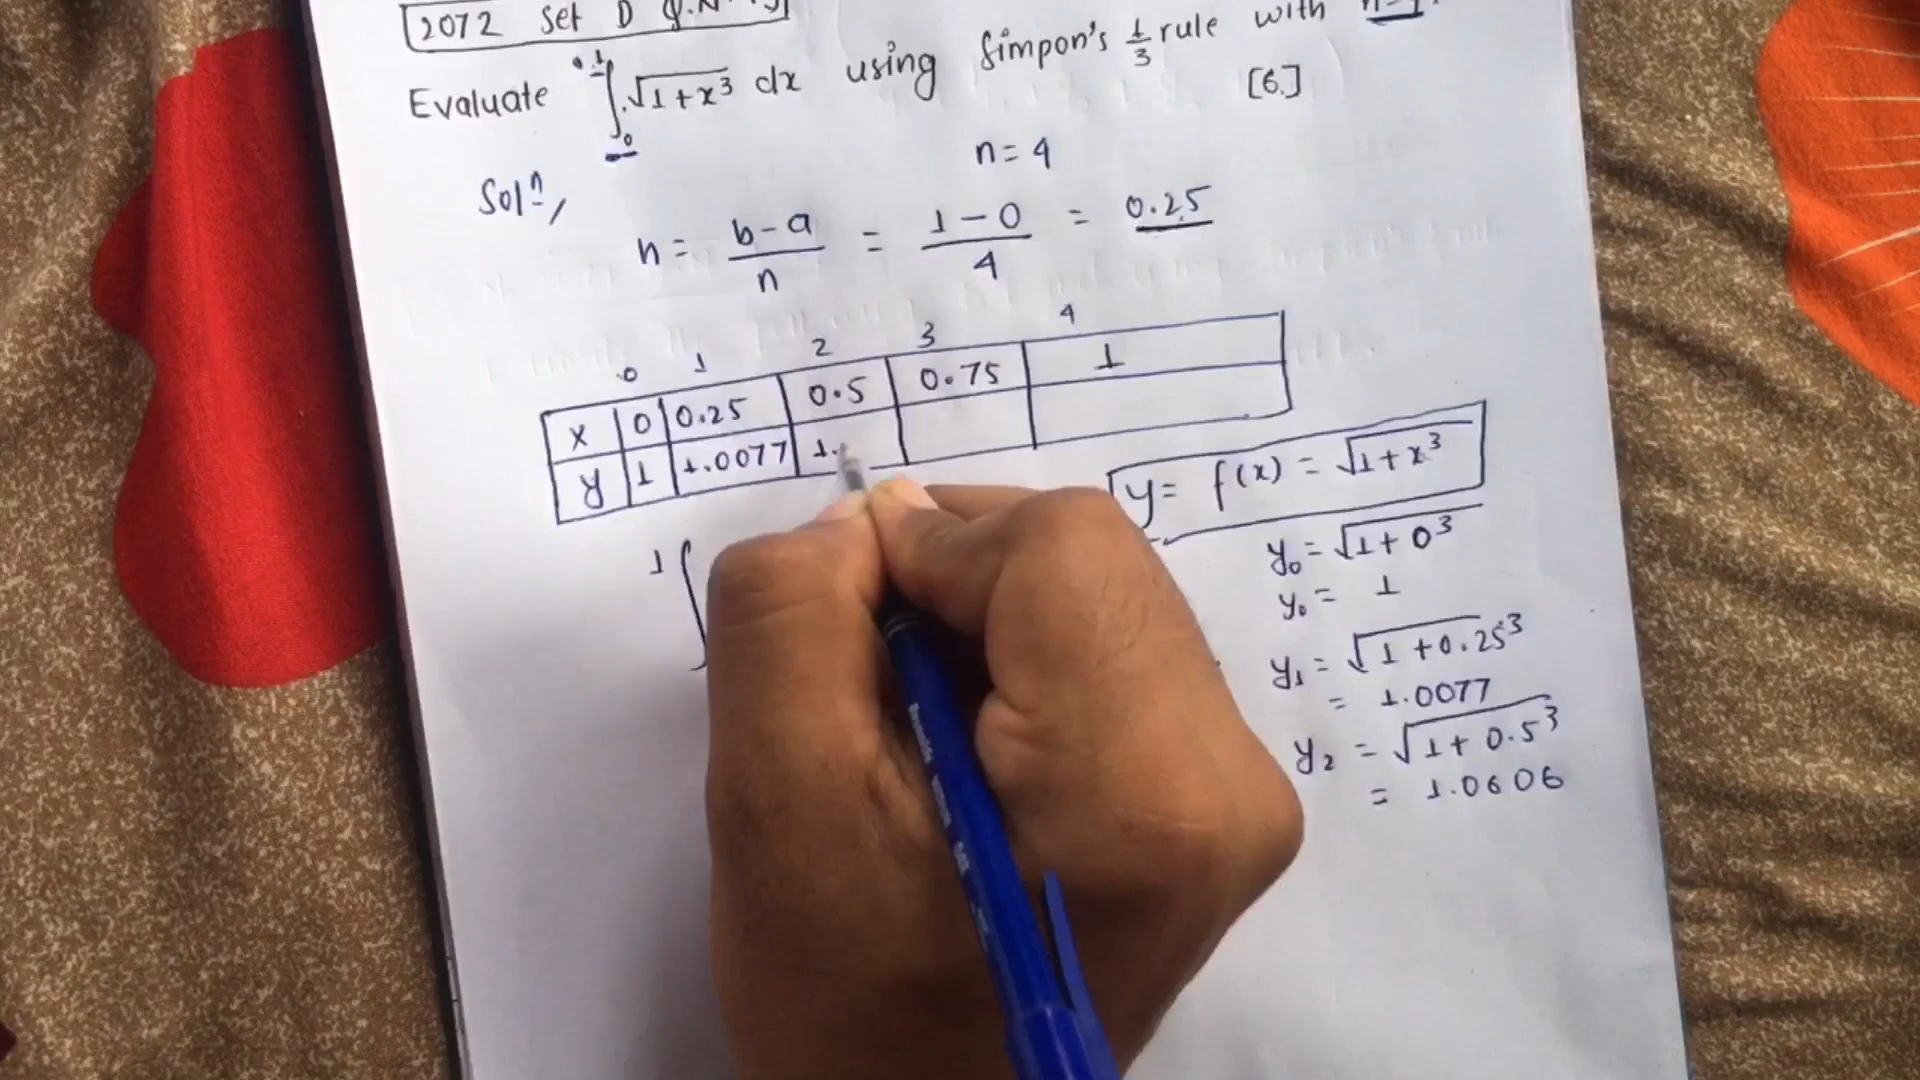 2072 Set D Q.N.
Evaluate ∫₀¹ √1+x³ dx using Simpon's 1/3 rule with
[6.]
n = 4
Solⁿ,
h = b-a/n = 1-0/4 = 0.25
0 1 2 3 4
x 0 0.25 0.5 0.75 1
y 1 1.0077 1.
y = f(x) = √1+x³
1∫
y₀ = √1+0³
y₀ = 1
y₁ = √1+0.25³
= 1.0077
y₂ = √1+0.5³
= 1.0606